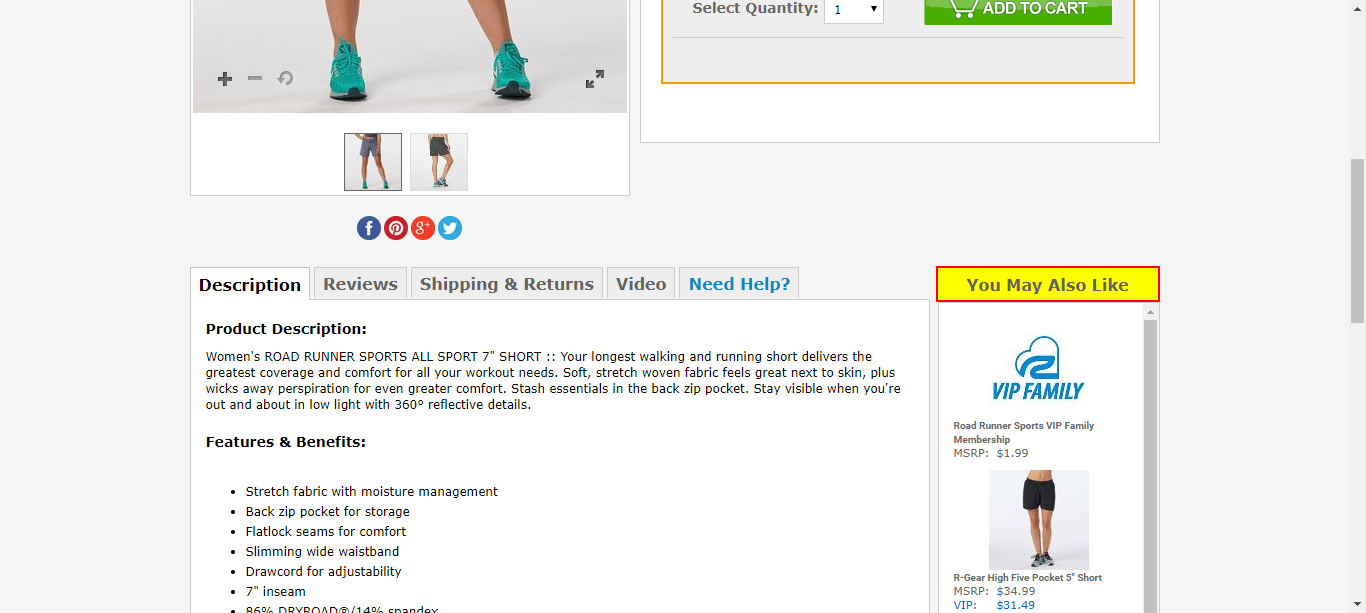 Select Quantity: 1
ADD TO CART
Description
Reviews
Shipping & Returns
Video
Need Help?
You May Also Like
Product Description:
Women's ROAD RUNNER SPORTS ALL SPORT 7" SHORT :: Your longest walking and running short delivers the
greatest coverage and comfort for all your workout needs. Soft, stretch woven fabric feels great next to skin, plus
wicks away perspiration for even greater comfort. Stash essentials in the back zip pocket. Stay visible when you're
out and about in low light with 360° reflective details.
Features & Benefits:
Stretch fabric with moisture management
Back zip pocket for storage
Flatlock seams for comfort
Slimming wide waistband
Drawcord for adjustability
7" inseam
86% DRYROAD®/14% spandex
VIP FAMILY
Road Runner Sports VIP Family
Membership
MSRP: $1.99
R-Gear High Five Pocket 5" Short
MSRP: $34.99
VIP: $31.49